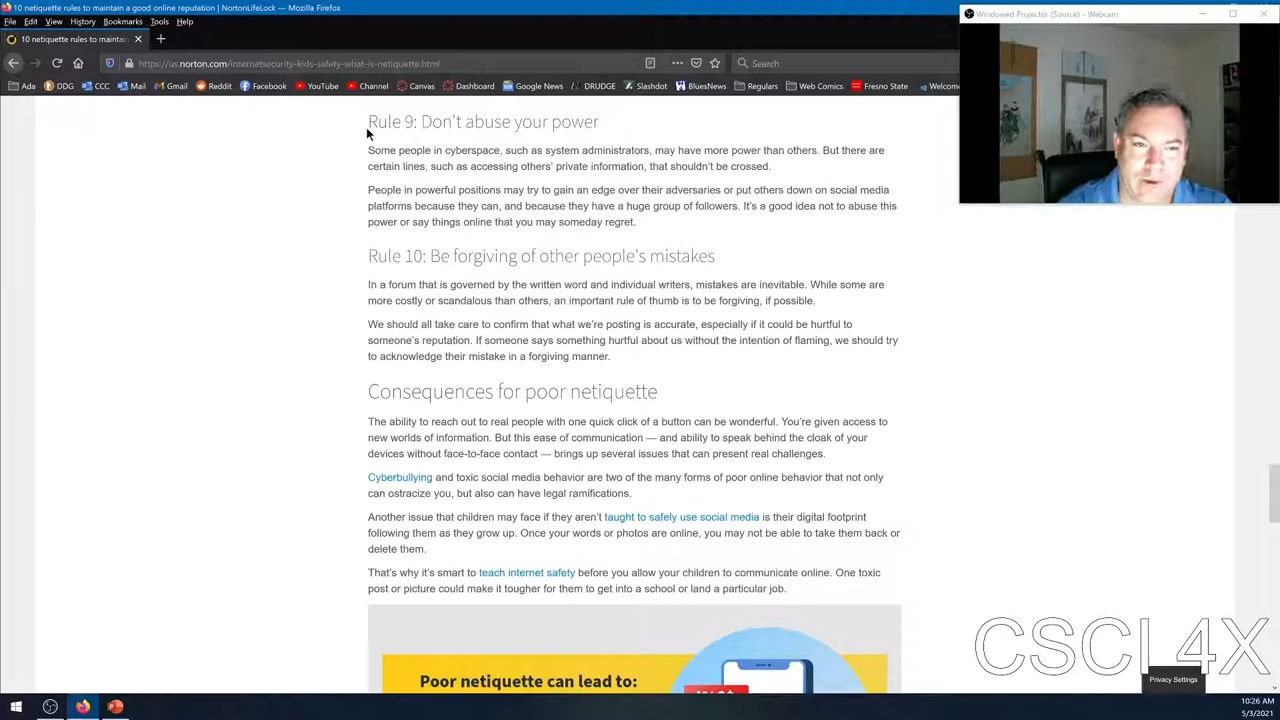 10 netiquette rules to maintain a good online reputation | NortonLifeLock — Mozilla Firefox
File Edit View History Bookmarks Tools Help
10 netiquette rules to maintain
https://us.norton.com/internetsecurity-kids-safety-what-is-netiquette.html
Search
Ada DDG CCC Mail Gmail Reddit Facebook YouTube Channel Canvas Dashboard Google News DRUDGE Slashdot BluesNews Regulars Web Comics Fresno State Welcome
Windowed Projector (Source) - Webcam
Rule 9: Don't abuse your power
Some people in cyberspace, such as system administrators, may have more power than others. But there are
certain lines, such as accessing others' private information, that shouldn't be crossed.
People in powerful positions may try to gain an edge over their adversaries or put others down on social media
platforms because they can, and because they have a huge group of followers. It's a good idea not to abuse this
power or say things online that you may someday regret.
Rule 10: Be forgiving of other people's mistakes
In a forum that is governed by the written word and individual writers, mistakes are inevitable. While some are
more costly or scandalous than others, an important rule of thumb is to be forgiving, if possible.
We should all take care to confirm that what we're posting is accurate, especially if it could be hurtful to
someone's reputation. If someone says something hurtful about us without the intention of flaming, we should try
to acknowledge their mistake in a forgiving manner.
Consequences for poor netiquette
The ability to reach out to real people with one quick click of a button can be wonderful. You're given access to
new worlds of information. But this ease of communication — and ability to speak behind the cloak of your
devices without face-to-face contact — brings up several issues that can present real challenges.
Cyberbullying and toxic social media behavior are two of the many forms of poor online behavior that not only
can ostracize you, but also can have legal ramifications.
Another issue that children may face if they aren't taught to safely use social media is their digital footprint
following them as they grow up. Once your words or photos are online, you may not be able to take them back or
delete them.
That's why it's smart to teach internet safety before you allow your children to communicate online. One toxic
post or picture could make it tougher for them to get into a school or land a particular job.
Poor netiquette can lead to:
CSCI 4X
Privacy Settings
10:26 AM
5/3/2021